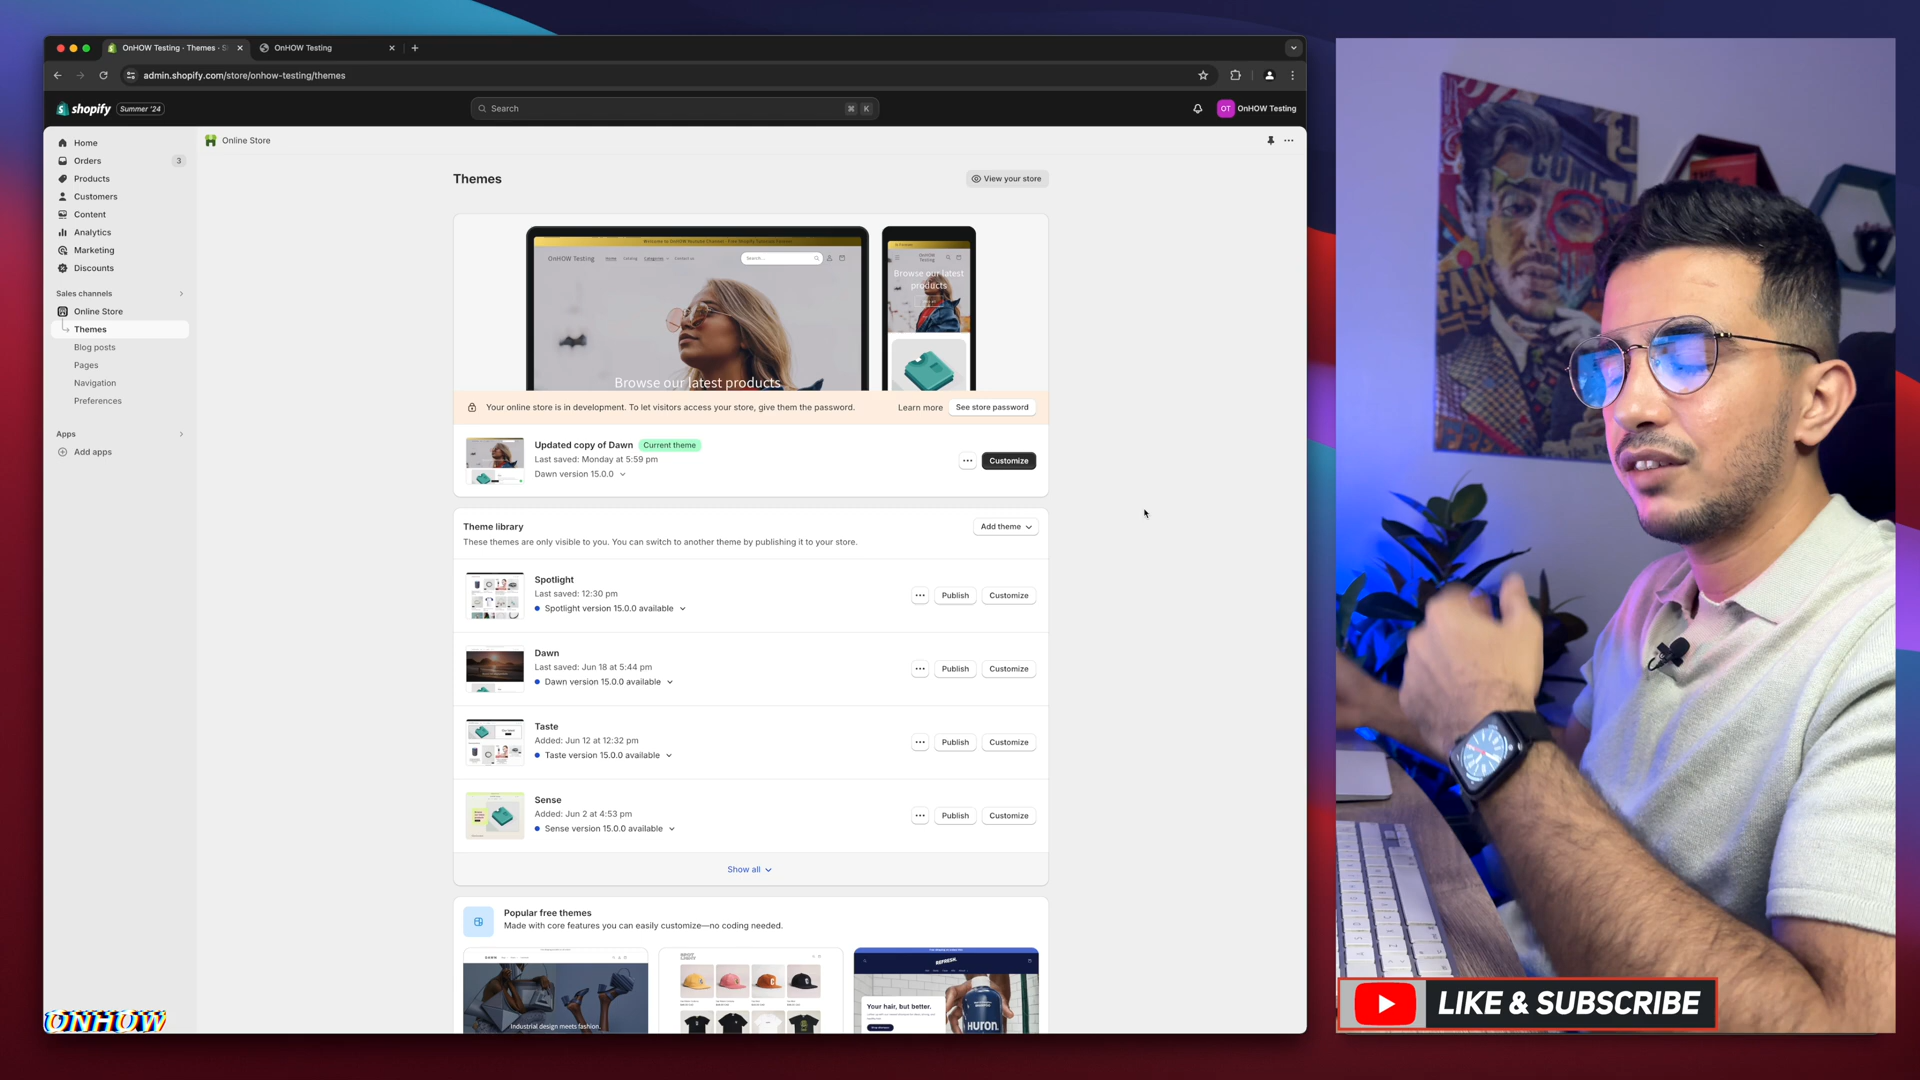 OnHOW Testing · Themes · S
OnHOW Testing
admin.shopify.com/store/onhow-testing/themes
shopify
Summer '24
Search
⌘ K
OT
OnHOW Testing
Home
Orders
3
Products
Customers
Content
Analytics
Marketing
Discounts
Sales channels
Online Store
Themes
Blog posts
Pages
Navigation
Preferences
Apps
Add apps
Online Store
Themes
View your store
OnHOW Testing
Home
Catalog
Categories
Contact us
Search...
Browse our latest products
OnHOW
Testing
Browse our latest
products
Your online store is in development. To let visitors access your store, give them the password.
Learn more
See store password
Updated copy of Dawn
Current theme
Last saved: Monday at 5:59 pm
Dawn version 15.0.0
Customize
Theme library
Add theme
These themes are only visible to you. You can switch to another theme by publishing it to your store.
Spotlight
Last saved: 12:30 pm
Spotlight version 15.0.0 available
Publish
Customize
Dawn
Last saved: Jun 18 at 5:44 pm
Dawn version 15.0.0 available
Publish
Customize
Taste
Added: Jun 12 at 12:32 pm
Taste version 15.0.0 available
Publish
Customize
Sense
Added: Jun 2 at 4:53 pm
Sense version 15.0.0 available
Publish
Customize
Show all
Popular free themes
Made with core features you can easily customize—no coding needed.
Industrial design meets fashion.
SPOT
LIGHT
REFRESH.
Your hair, but better.
HURON.
ONHOW
LIKE & SUBSCRIBE